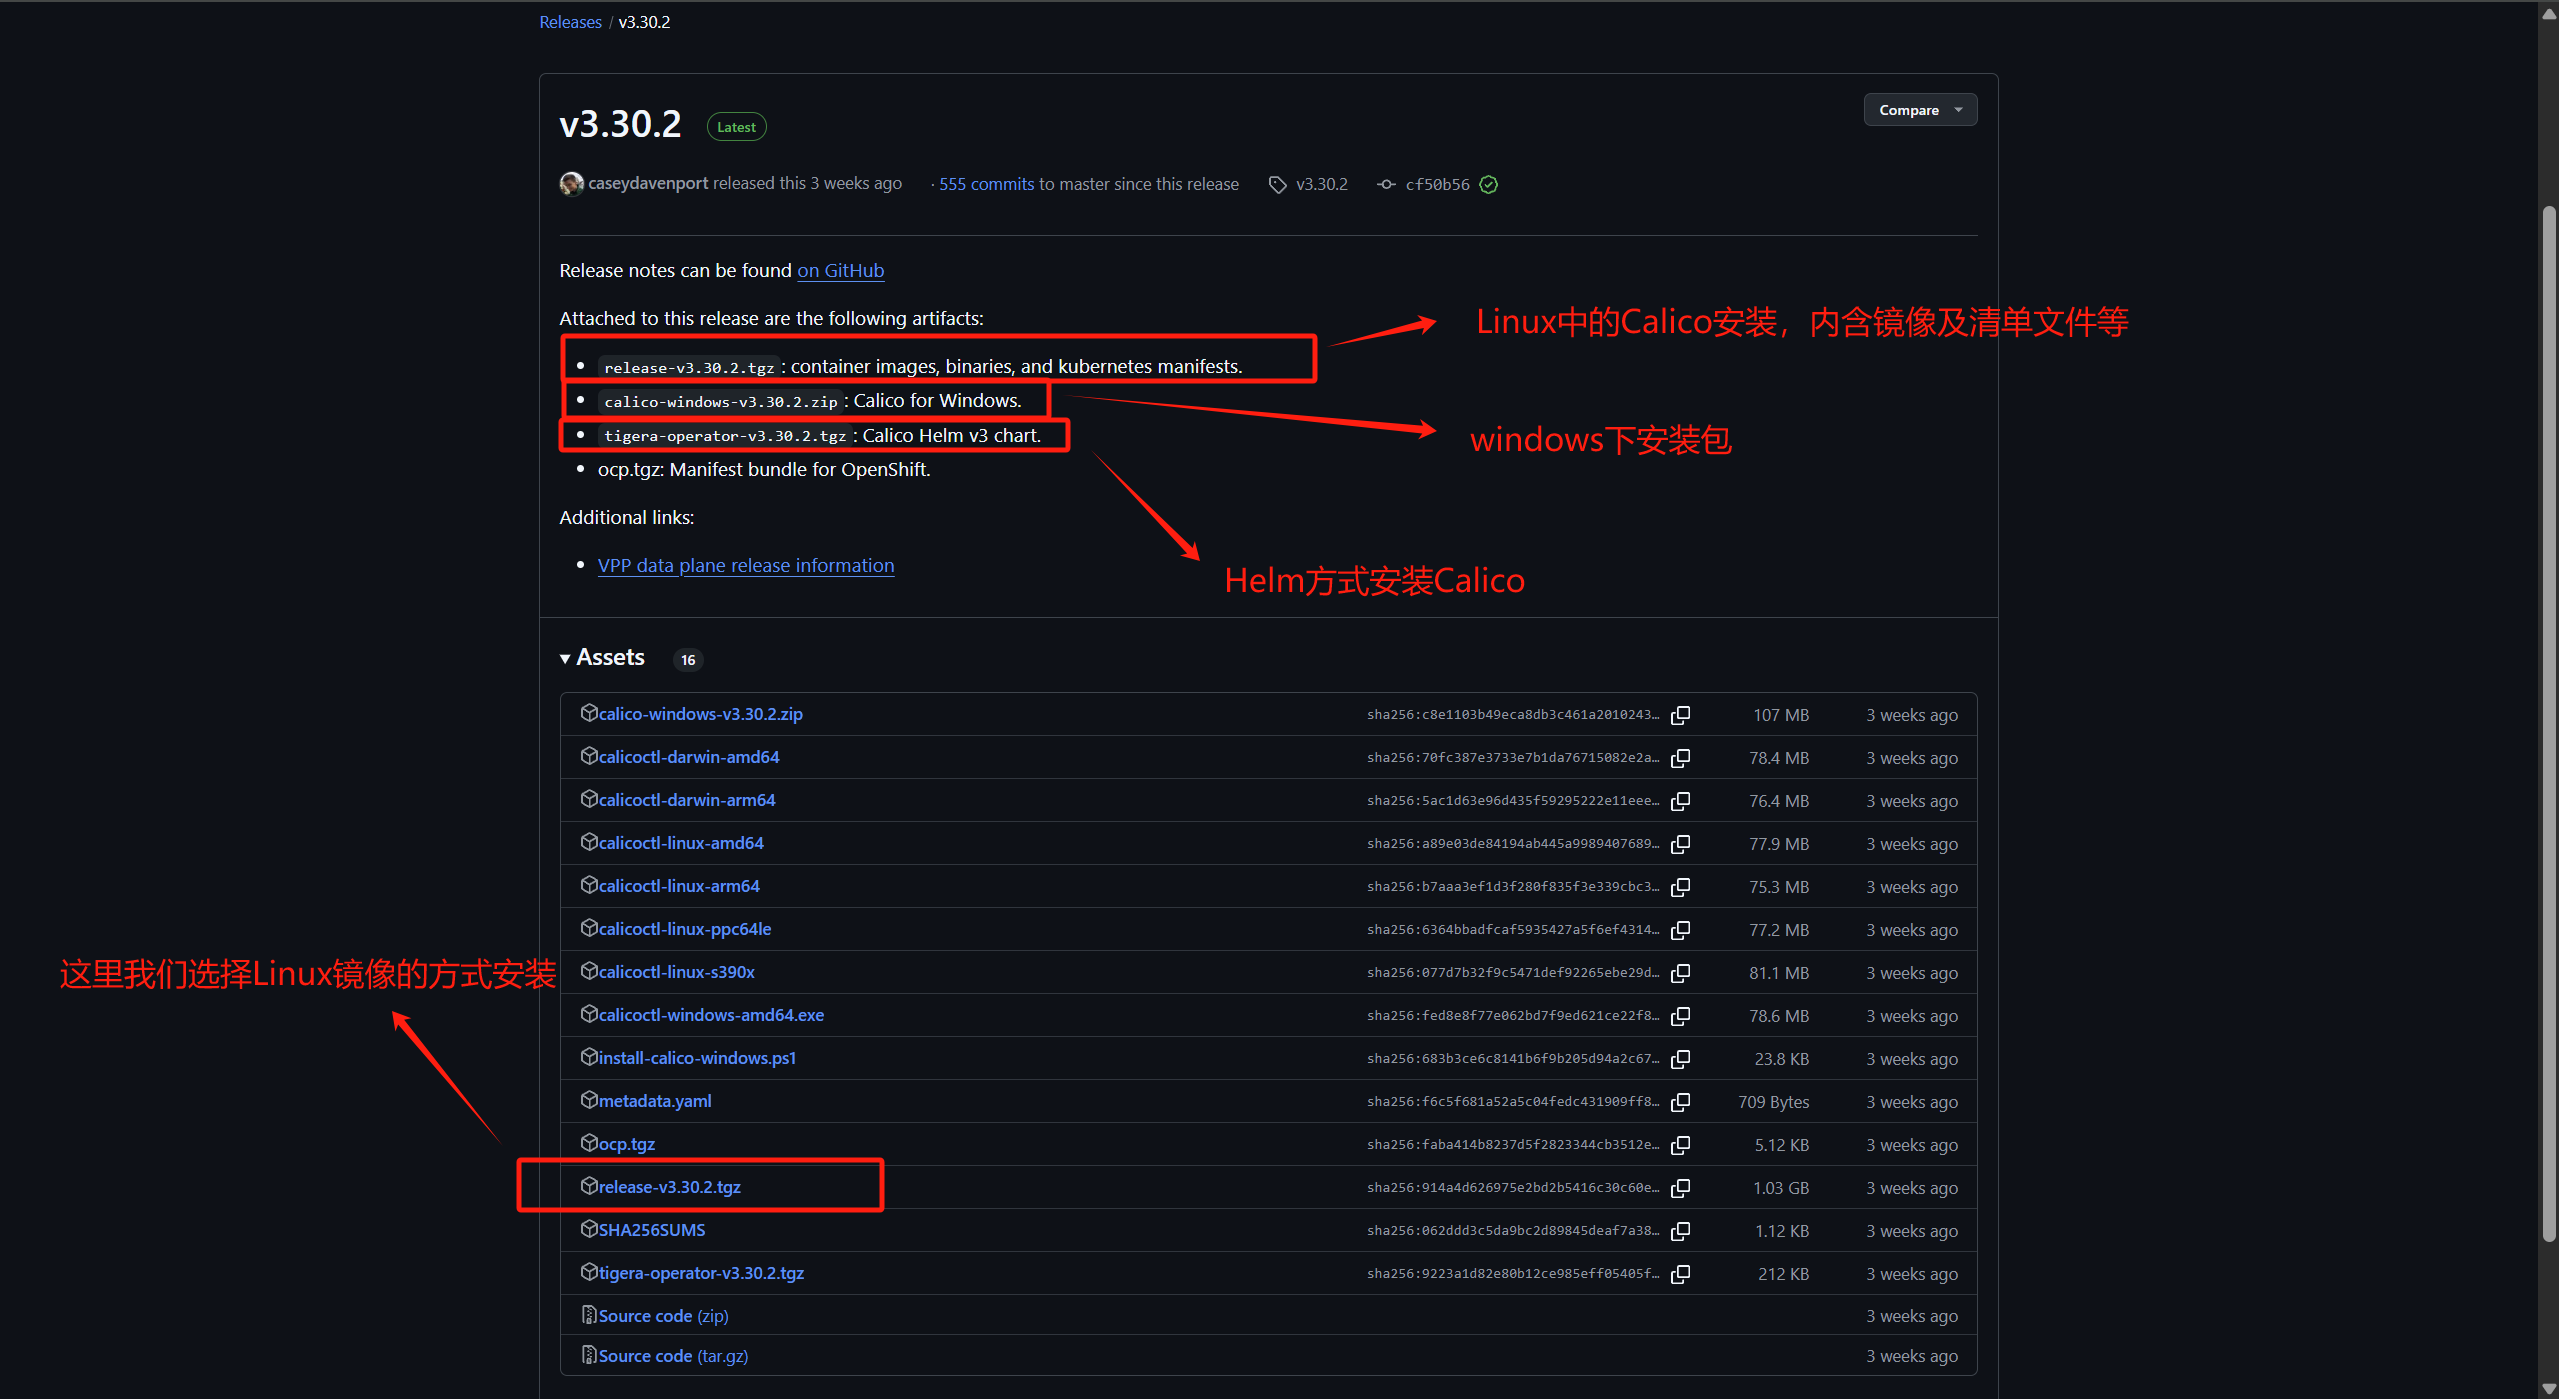 Releases / v3.30.2
v3.30.2 Latest
Compare
caseydavenport released this 3 weeks ago · 555 commits to master since this release v3.30.2 cf50b56
Release notes can be found on GitHub
Attached to this release are the following artifacts:
Linux中的Calico安装，内含镜像及清单文件等
• release-v3.30.2.tgz: container images, binaries, and kubernetes manifests.
• calico-windows-v3.30.2.zip: Calico for Windows.
windows下安装包
• tigera-operator-v3.30.2.tgz: Calico Helm v3 chart.
• ocp.tgz: Manifest bundle for OpenShift.
Additional links:
• VPP data plane release information
Helm方式安装Calico
Assets 16
calico-windows-v3.30.2.zip sha256:c8e1103b49eca8db3c461a2010243… 107 MB 3 weeks ago
calicoctl-darwin-amd64 sha256:70fc387e3733e7b1da76715082e2a… 78.4 MB 3 weeks ago
calicoctl-darwin-arm64 sha256:5ac1d63e96d435f59295222e11eee… 76.4 MB 3 weeks ago
calicoctl-linux-amd64 sha256:a89e03de84194ab445a9989407689… 77.9 MB 3 weeks ago
calicoctl-linux-arm64 sha256:b7aaa3ef1d3f280f835f3e339cbc3… 75.3 MB 3 weeks ago
calicoctl-linux-ppc64le sha256:6364bbadfcaf5935427a5f6ef4314… 77.2 MB 3 weeks ago
这里我们选择Linux镜像的方式安装
calicoctl-linux-s390x sha256:077d7b32f9c5471def92265ebe29d… 81.1 MB 3 weeks ago
calicoctl-windows-amd64.exe sha256:fed8e8f77e062bd7f9ed621ce22f8… 78.6 MB 3 weeks ago
install-calico-windows.ps1 sha256:683b3ce6c8141b6f9b205d94a2c67… 23.8 KB 3 weeks ago
metadata.yaml sha256:f6c5f681a52a5c04fedc431909ff8… 709 Bytes 3 weeks ago
ocp.tgz sha256:faba414b8237d5f2823344cb3512e… 5.12 KB 3 weeks ago
release-v3.30.2.tgz sha256:914a4d626975e2bd2b5416c30c60e… 1.03 GB 3 weeks ago
SHA256SUMS sha256:062ddd3c5da9bc2d89845deaf7a38… 1.12 KB 3 weeks ago
tigera-operator-v3.30.2.tgz sha256:9223a1d82e80b12ce985eff05405f… 212 KB 3 weeks ago
Source code (zip) 3 weeks ago
Source code (tar.gz) 3 weeks ago